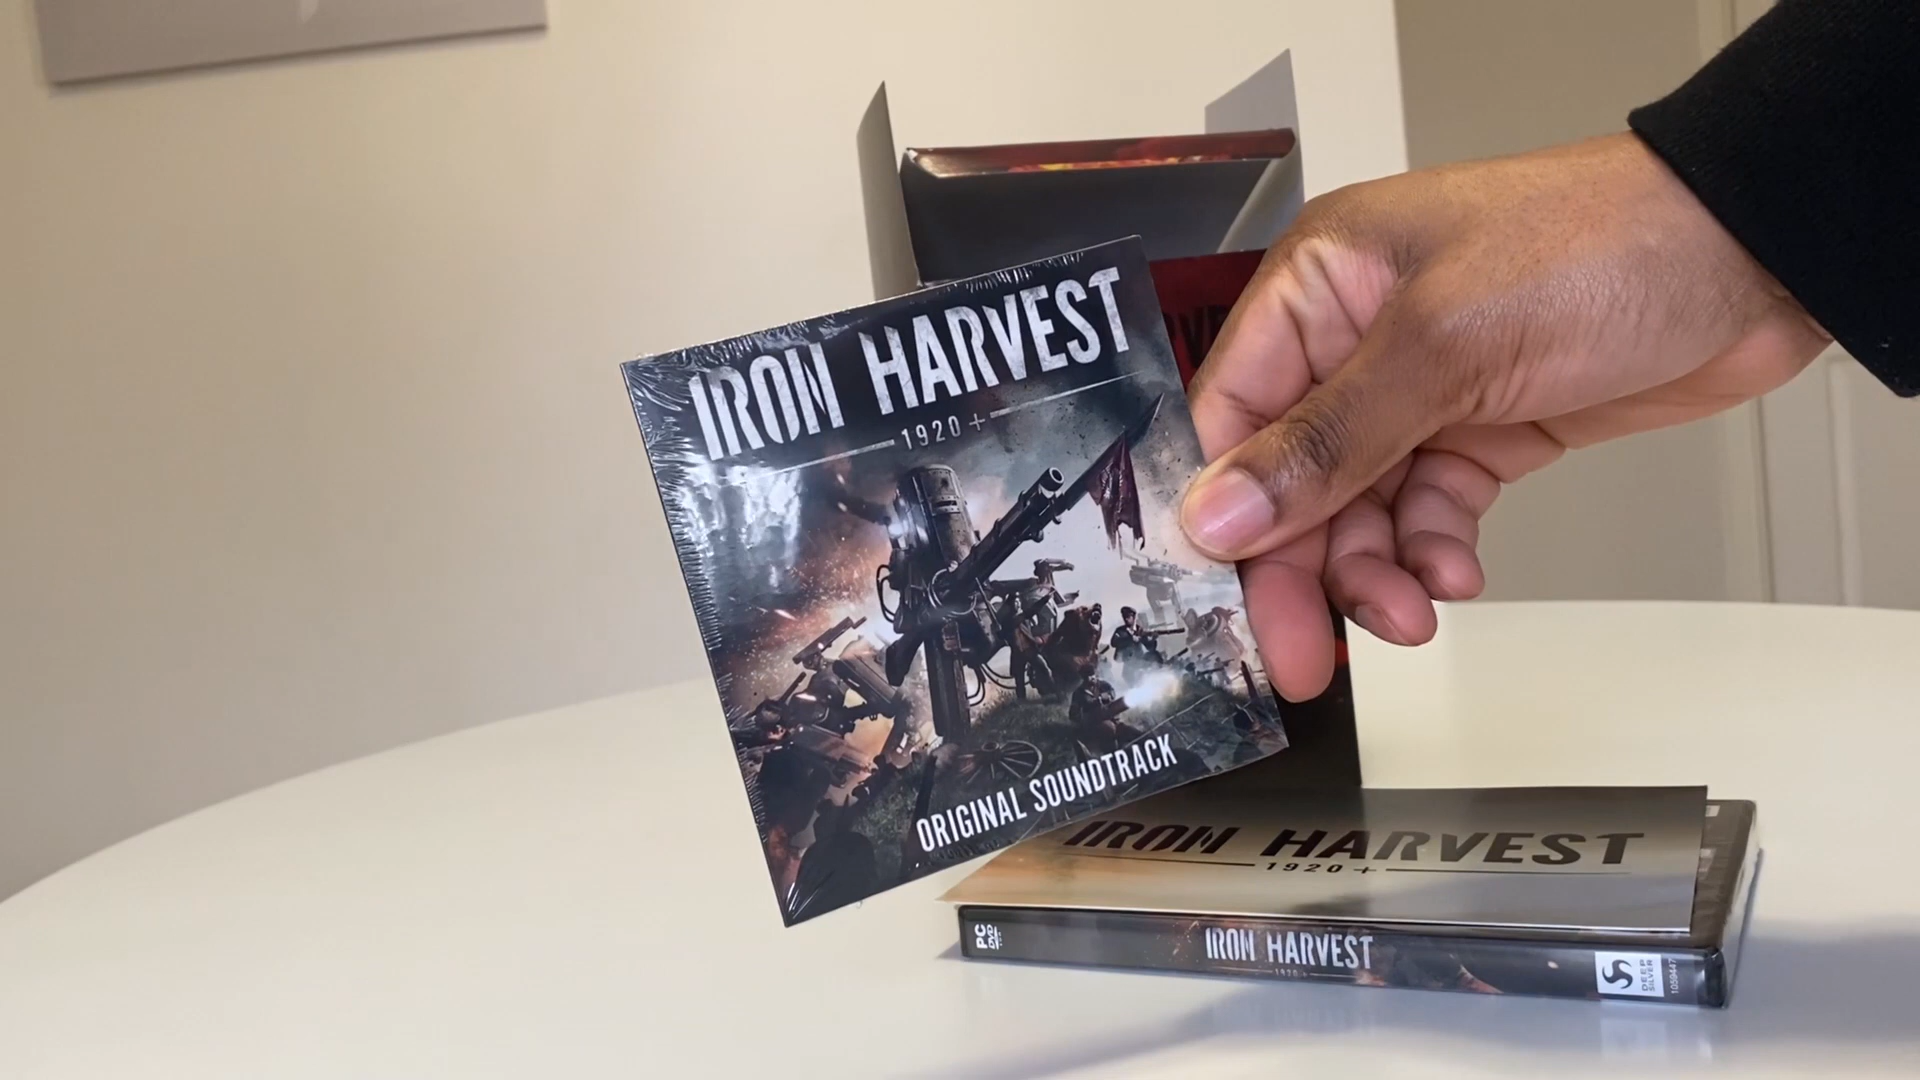 IRON HARVEST
1920+
ORIGINAL SOUNDTRACK
IRON HARVEST
1920+
PC
DVD
IRON HARVEST
1920+
DEEP
SILVER